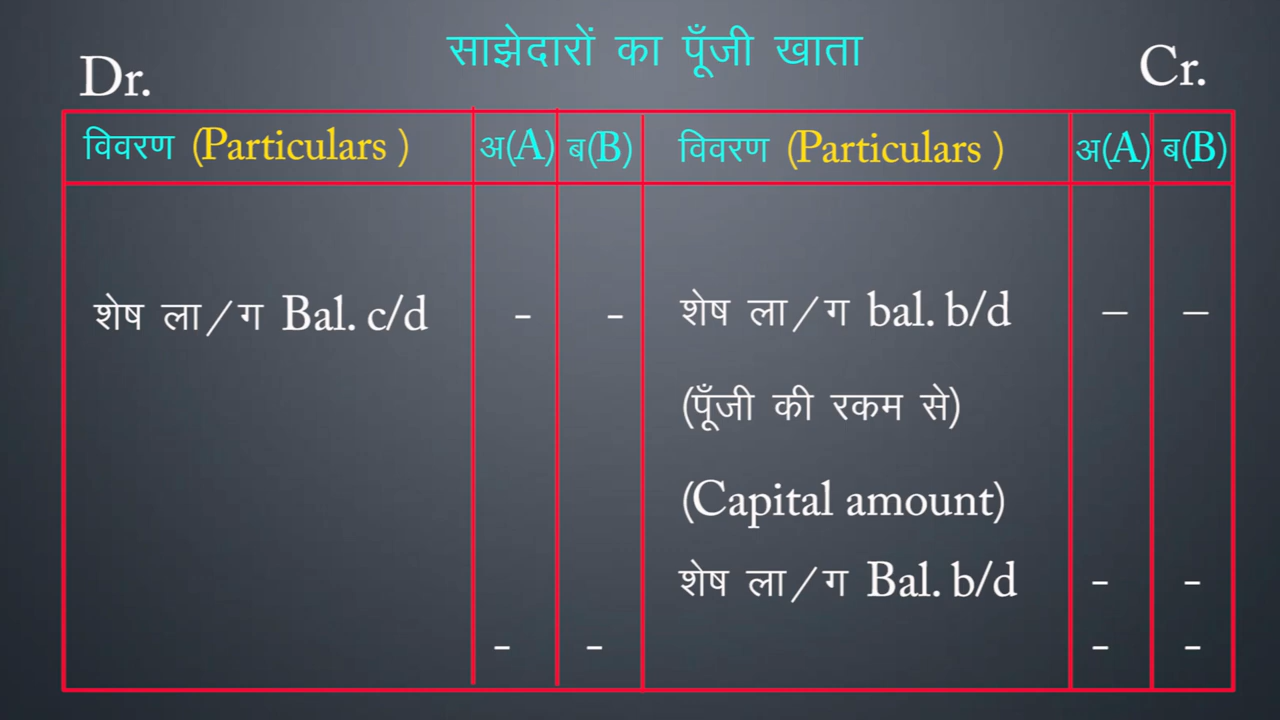 साझेदारों का पूँजी खाता
Dr. Cr.
विवरण (Particulars ) अ(A) ब(B) विवरण (Particulars ) अ(A) ब(B)
शेष ला/ग Bal. c/d - - शेष ला/ग bal. b/d – –
(पूँजी की रकम से)
(Capital amount)
शेष ला/ग Bal. b/d - -
- - - -